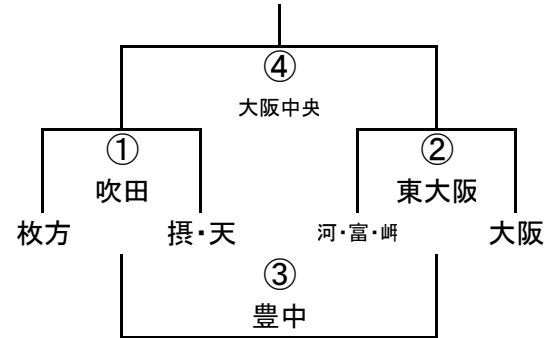 ④
大阪中央
①
②
吹田
東大阪
枚方
摂・天
河・富・岬
大阪
③
豊中